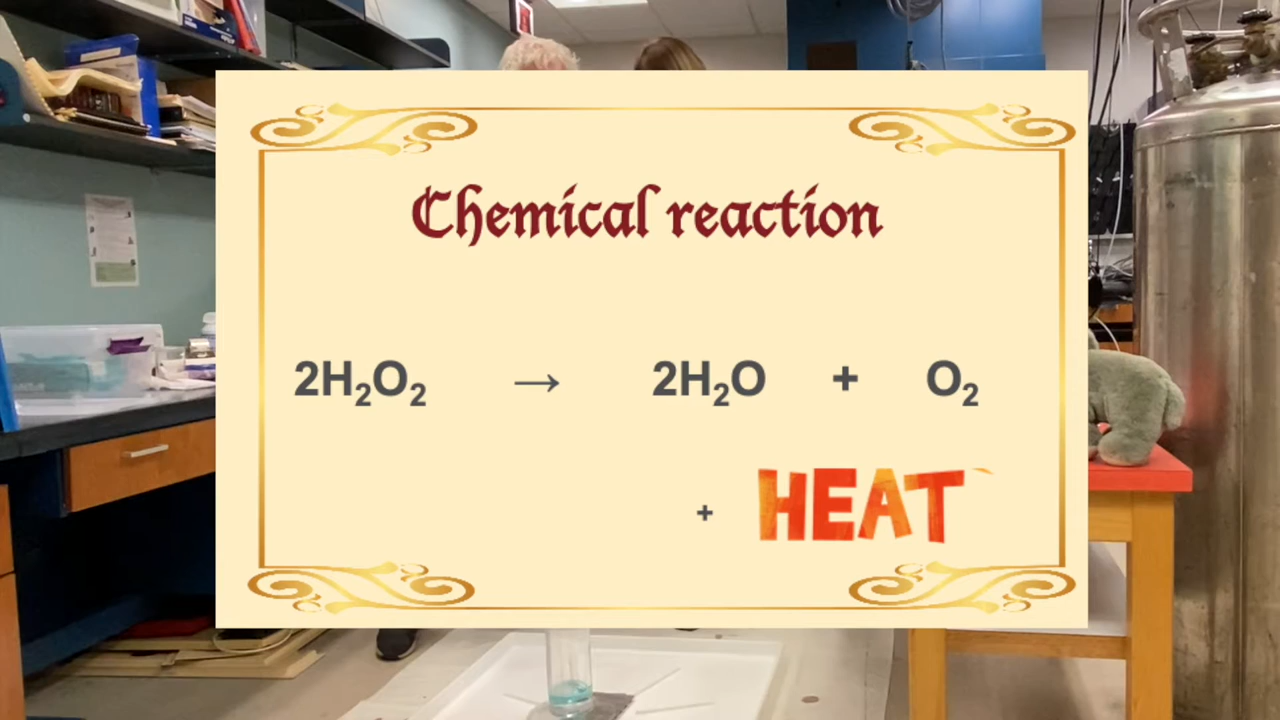 Chemical reaction
2H₂O₂ → 2H₂O + O₂
+ HEAT